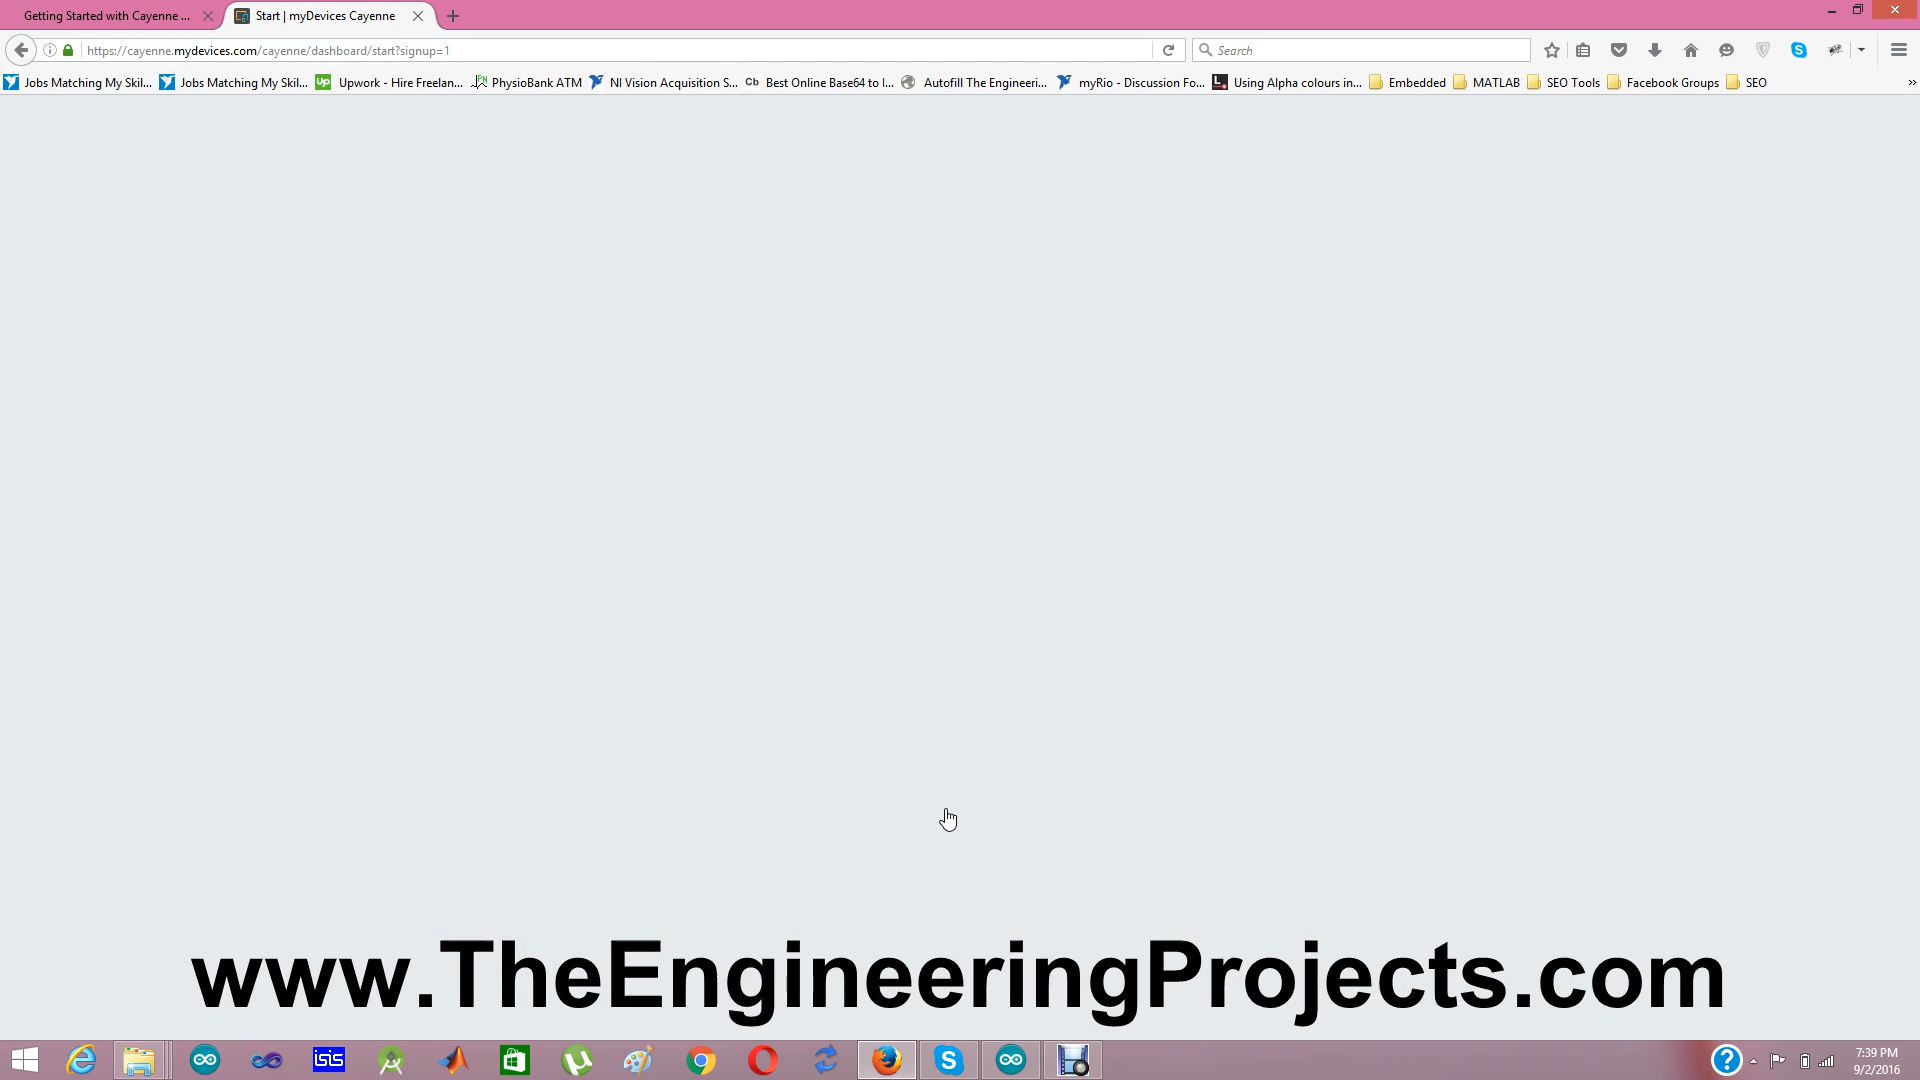 Getting Started with Cayenne ...
Start | myDevices Cayenne
https://cayenne.mydevices.com/cayenne/dashboard/start?signup=1
Search
Jobs Matching My Skil...
Jobs Matching My Skil...
Up
Upwork - Hire Freelan...
PhysioBank ATM
NI Vision Acquisition S...
Cb
Best Online Base64 to I...
Autofill The Engineeri...
myRio - Discussion Fo...
L
Using Alpha colours in...
Embedded
MATLAB
SEO Tools
Facebook Groups
SEO
www.TheEngineeringProjects.com
isis
7:39 PM
9/2/2016